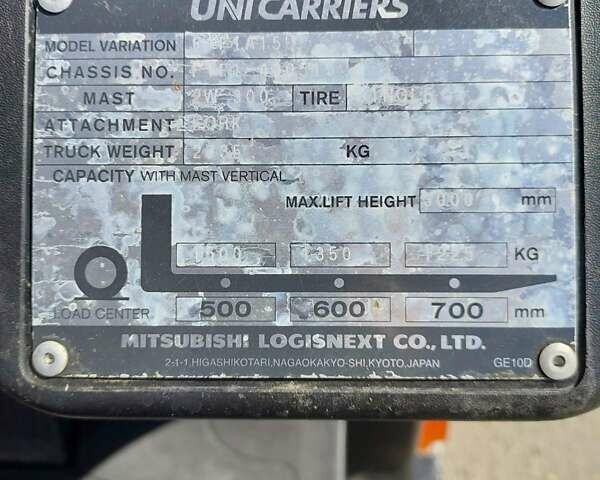 UNICARRIERS
MODEL VARIATION
CHASSIS NO.
MAST TIRE
ATTACHMENT FORK
TRUCK WEIGHT KG
CAPACITY WITH MAST VERTICAL
MAX.LIFT HEIGHT mm
1350 KG
LOAD CENTER 500 600 700 mm
MITSUBISHI LOGISNEXT CO., LTD.
2-1-1,HIGASHIKOTARI,NAGAOKAKYO-SHI,KYOTO,JAPAN GE10D